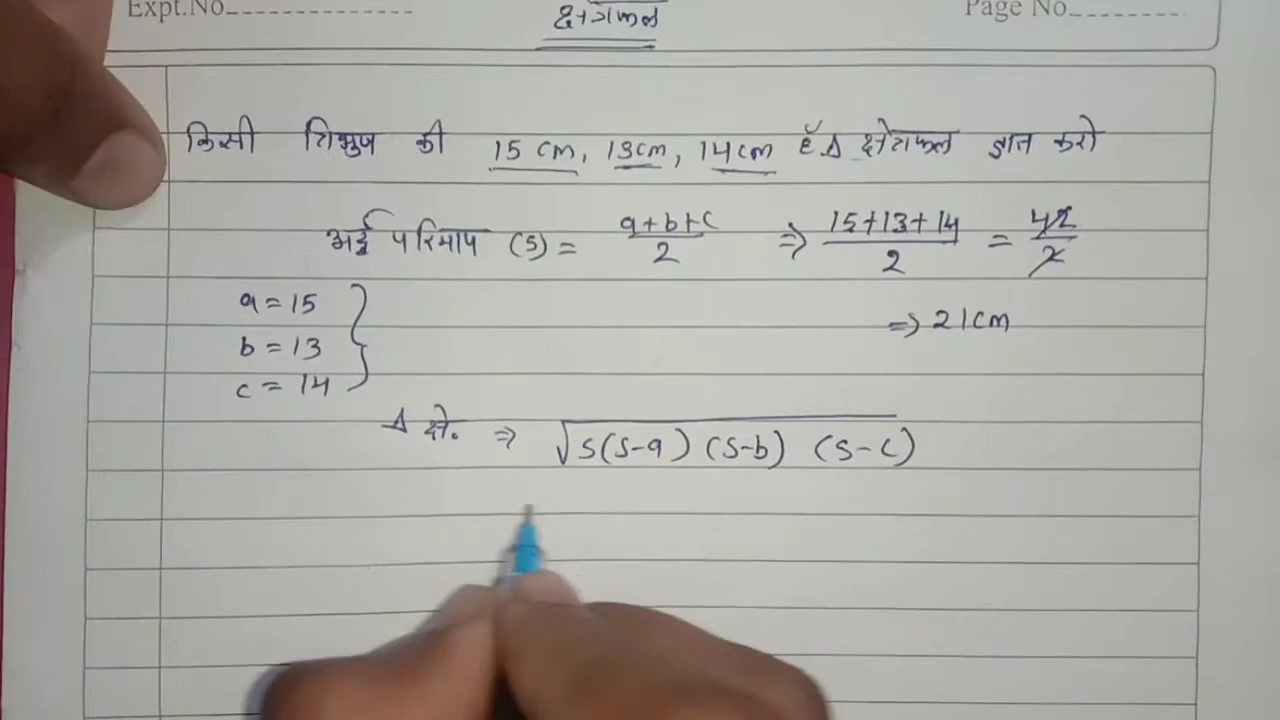 Expt.No. Page No.
क्षेत्रफल
किसी त्रिभुज की 15 cm, 13cm, 14cm है Δ क्षेत्रफल ज्ञात करो
अर्द्ध परिमाप (S) = a+b+c/2 ⇒ 15+13+14/2 = 42/2
a = 15
⇒ 21cm
b = 13
c = 14
Δ क्षे. ⇒ √S(S-a) (S-b) (S-c)